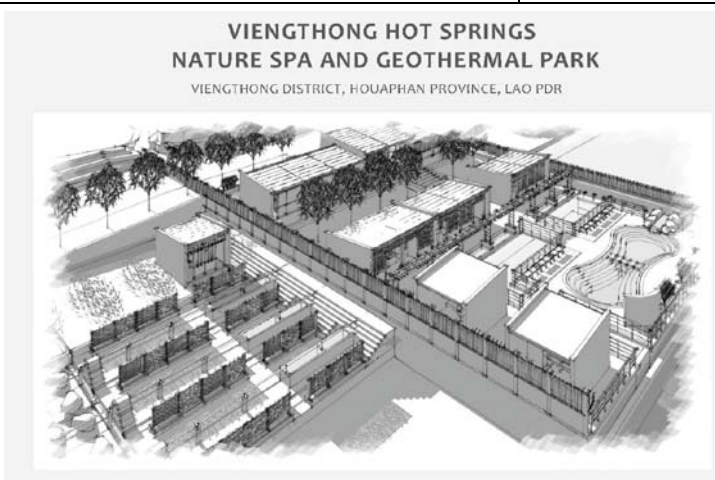 VIENGTHONG HOT SPRINGS
NATURE SPA AND GEOTHERMAL PARK
VIENGTHONG DISTRICT, HOUAPHAN PROVINCE, LAO PDR